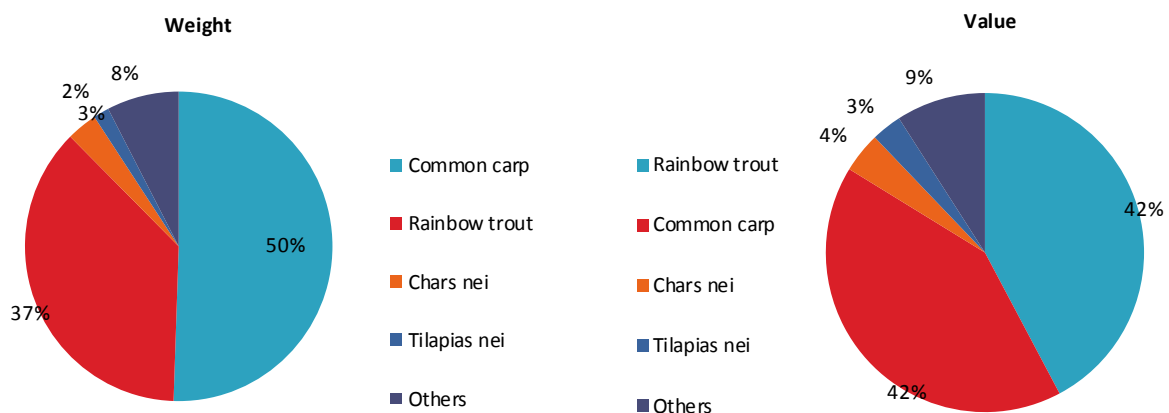 Weight
8%
2%
3%
50%
37%
Common carp
Rainbow trout
Chars nei
Tilapias nei
Others
Value
9%
3%
4%
42%
42%
Rainbow trout
Common carp
Chars nei
Tilapias nei
Others